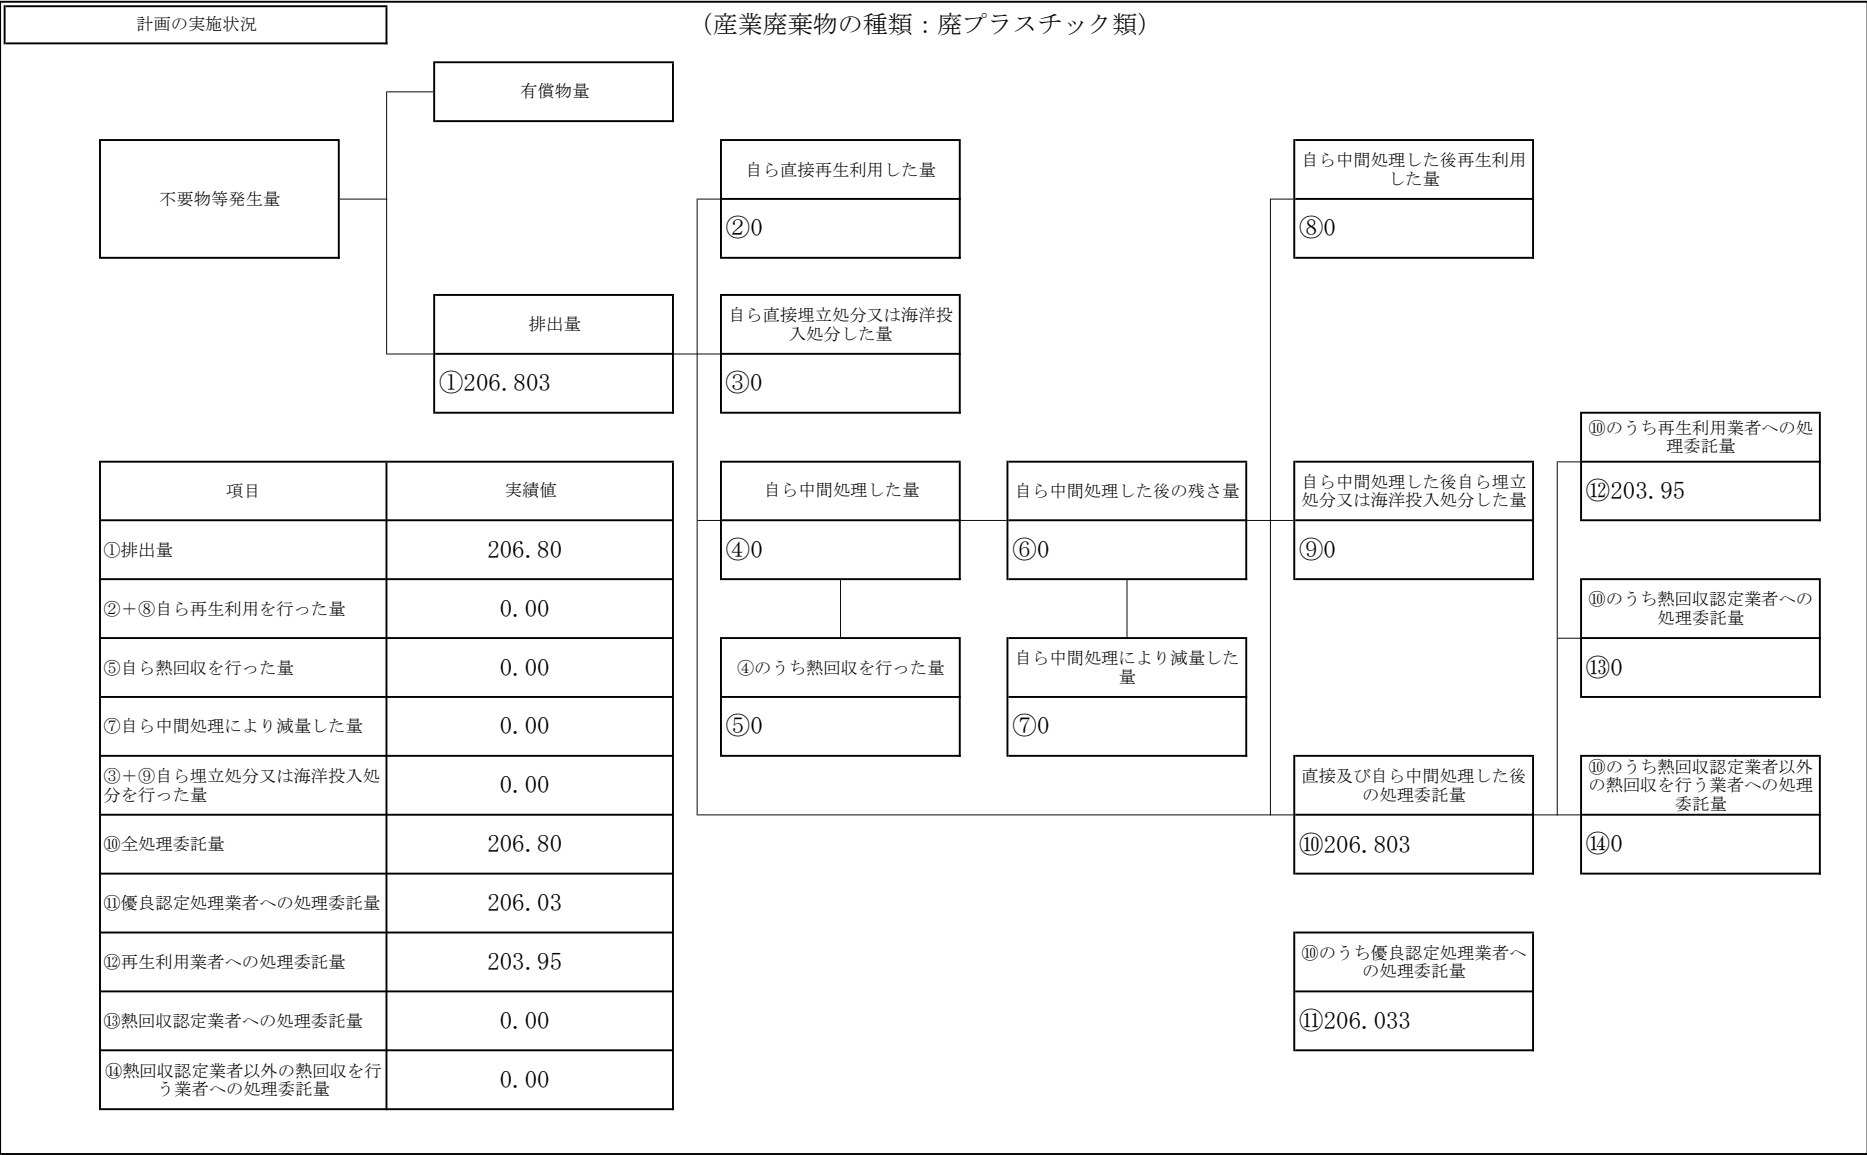 計画の実施状況
（産業廃棄物の種類：廃プラスチック類）
有償物量
不要物等発生量
自ら直接再生利用した量
②0
自ら中間処理した後再生利用
した量
⑧0
排出量
①206.803
自ら直接埋立処分又は海洋投
入処分した量
③0
⑩のうち再生利用業者への処
理委託量
⑫203.95
自ら中間処理した量
④0
自ら中間処理した後の残さ量
⑥0
自ら中間処理した後自ら埋立
処分又は海洋投入処分した量
⑨0
⑩のうち熱回収認定業者への
処理委託量
⑬0
④のうち熱回収を行った量
⑤0
自ら中間処理により減量した
量
⑦0
直接及び自ら中間処理した後
の処理委託量
⑩206.803
⑩のうち熱回収認定業者以外
の熱回収を行う業者への処理
委託量
⑭0
⑩のうち優良認定処理業者へ
の処理委託量
⑪206.033
項目 実績値
①排出量 206.80
②＋⑧自ら再生利用を行った量 0.00
⑤自ら熱回収を行った量 0.00
⑦自ら中間処理により減量した量 0.00
③＋⑨自ら埋立処分又は海洋投入処
分を行った量 0.00
⑩全処理委託量 206.80
⑪優良認定処理業者への処理委託量 206.03
⑫再生利用業者への処理委託量 203.95
⑬熱回収認定業者への処理委託量 0.00
⑭熱回収認定業者以外の熱回収を行
う業者への処理委託量 0.00